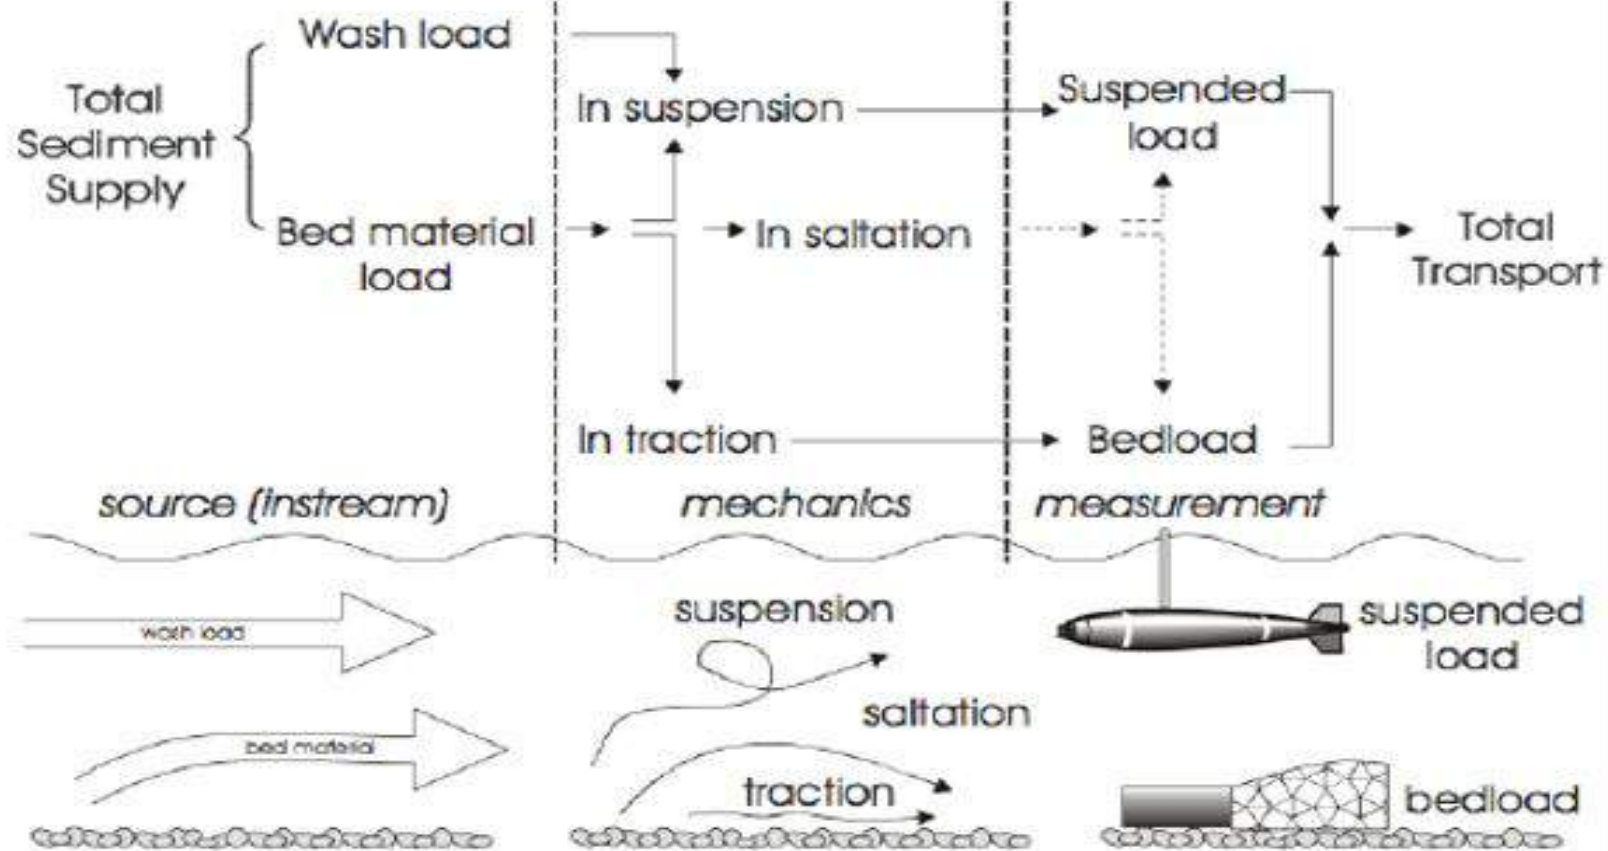 Wash load
Total
Sediment
Supply
Bed material
load
In suspension
In saltation
In traction
Suspended
load
Bedload
Total
Transport
source (instream)
mechanics
measurement
wash load
bed material
suspension
saltation
traction
suspended
load
bedload